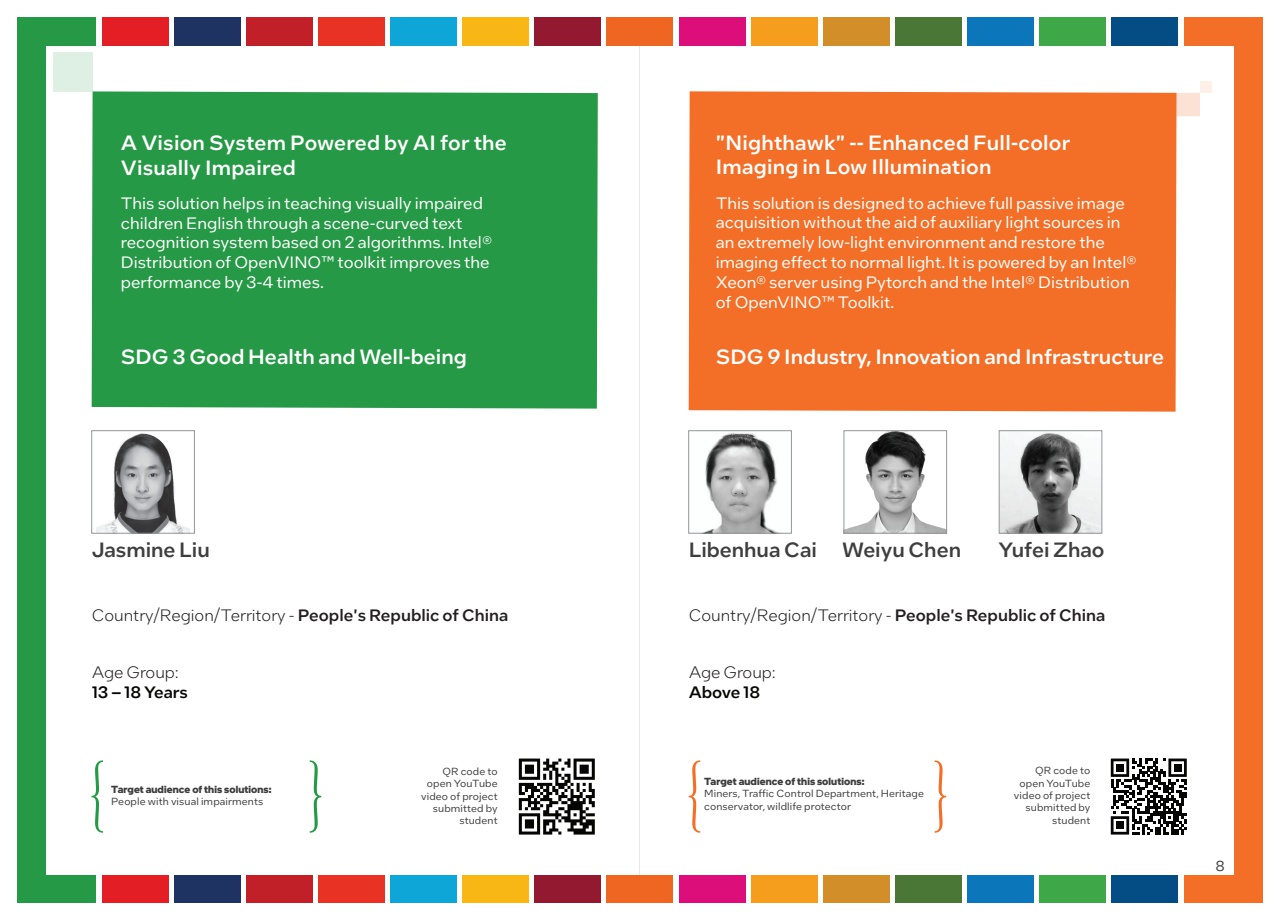 A Vision System Powered by AI for the
Visually Impaired
This solution helps in teaching visually impaired
children English through a scene-curved text
recognition system based on 2 algorithms. Intel®
Distribution of OpenVINO™ toolkit improves the
performance by 3-4 times.
SDG 3 Good Health and Well-being
Jasmine Liu
Country/Region/Territory - People's Republic of China
Age Group:
13 – 18 Years
Target audience of this solutions:
People with visual impairments
QR code to
open YouTube
video of project
submitted by
student
"Nighthawk" -- Enhanced Full-color
Imaging in Low Illumination
This solution is designed to achieve full passive image
acquisition without the aid of auxiliary light sources in
an extremely low-light environment and restore the
imaging effect to normal light. It is powered by an Intel®
Xeon® server using Pytorch and the Intel® Distribution
of OpenVINO™ Toolkit.
SDG 9 Industry, Innovation and Infrastructure
Libenhua Cai Weiyu Chen Yufei Zhao
Country/Region/Territory - People's Republic of China
Age Group:
Above 18
Target audience of this solutions:
Miners, Traffic Control Department, Heritage
conservator, wildlife protector
QR code to
open YouTube
video of project
submitted by
student
8